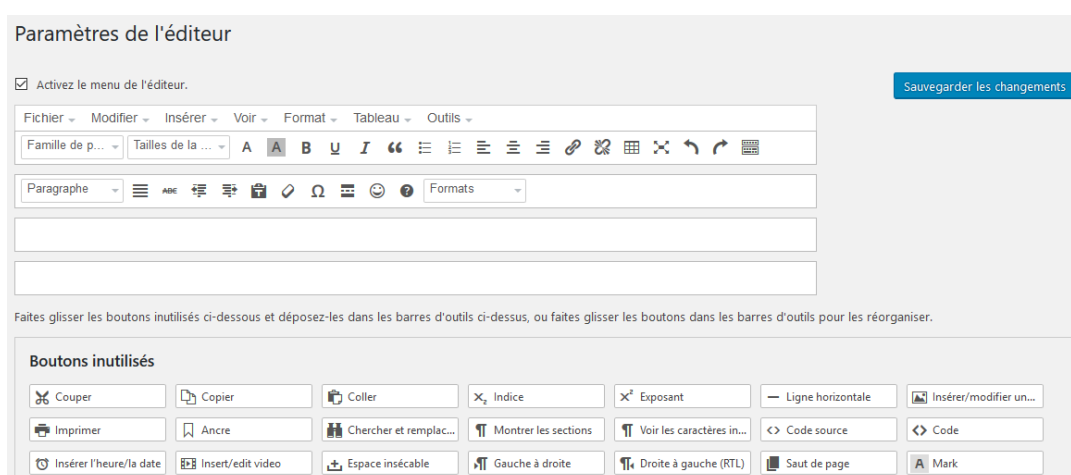 Paramètres de l'éditeur
Activez le menu de l'éditeur.
Sauvegarder les changements
Fichier Modifier Insérer Voir Format Tableau Outils
Famille de p... Tailles de la ... A A B U I
Paragraphe ABC T Ω ? Formats
Faites glisser les boutons inutilisés ci-dessous et déposez-les dans les barres d'outils ci-dessus, ou faites glisser les boutons dans les barres d'outils pour les réorganiser.
Boutons inutilisés
Couper Copier Coller X₂ Indice X² Exposant Ligne horizontale Insérer/modifier un...
Imprimer Ancre Chercher et remplac... ¶ Montrer les sections ¶ Voir les caractères in... <> Code source <> Code
Insérer l'heure/la date Insert/edit video Espace insécable ¶ Gauche à droite ¶ Droite à gauche (RTL) Saut de page A Mark